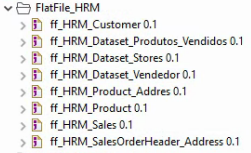 FlatFile_HRM
ff_HRM_Customer 0.1
ff_HRM_Dataset_Produtos_Vendidos 0.1
ff_HRM_Dataset_Stores 0.1
ff_HRM_Dataset_Vendedor 0.1
ff_HRM_Product_Addres 0.1
ff_HRM_Product 0.1
ff_HRM_Sales 0.1
ff_HRM_SalesOrderHeader_Address 0.1